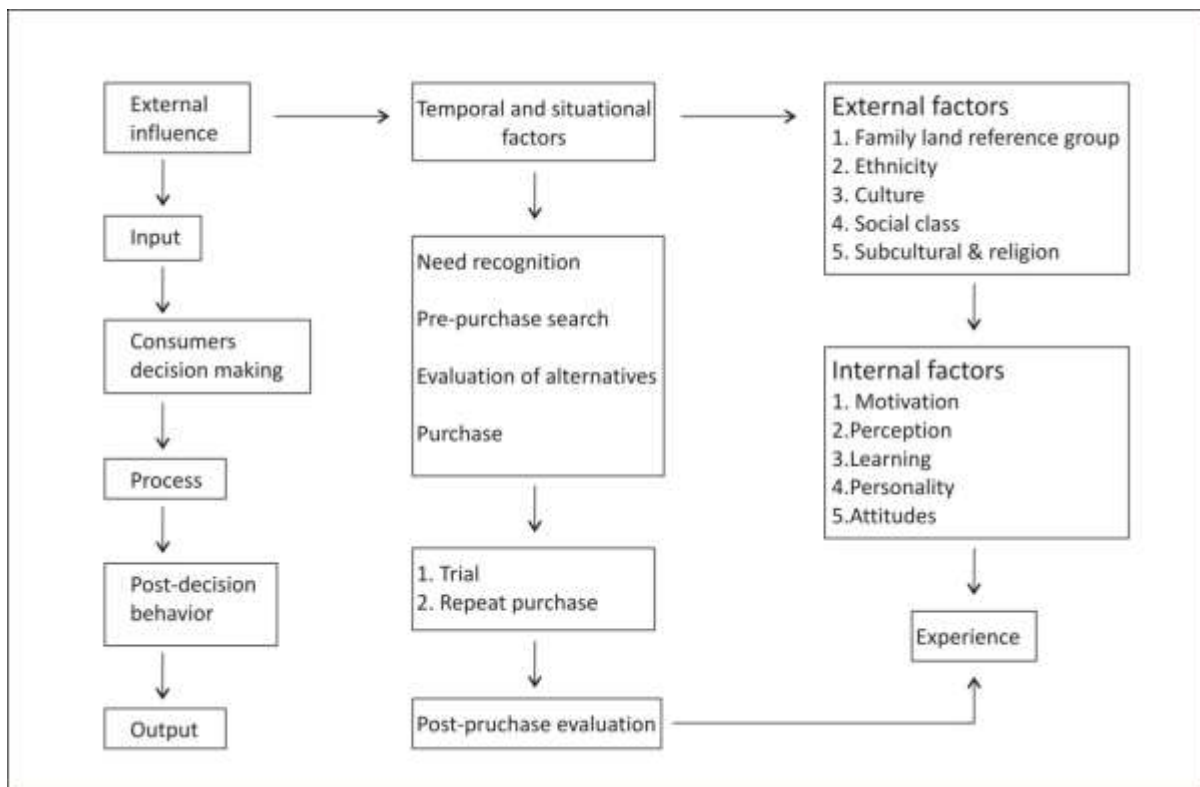 External
influence
Input
Consumers
decision making
Process
Post-decision
behavior
Output
Temporal and situational
factors
Need recognition
Pre-purchase search
Evaluation of alternatives
Purchase
1. Trial
2. Repeat purchase
Post-pruchase evaluation
External factors
1. Family land reference group
2. Ethnicity
3. Culture
4. Social class
5. Subcultural & religion
Internal factors
1. Motivation
2.Perception
3.Learning
4.Personality
5.Attitudes
Experience